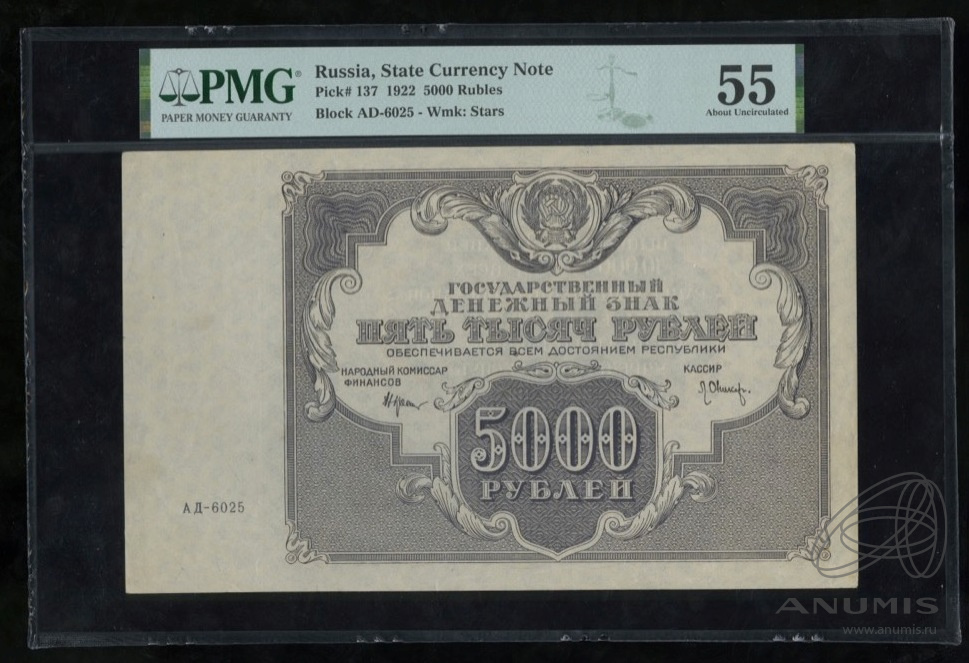 PMG®
PAPER MONEY GUARANTY
Russia, State Currency Note
Pick# 137 1922 5000 Rubles
Block AD-6025 - Wmk: Stars
55
About Uncirculated
ГОСУДАРСТВЕННЫЙ
ДЕНЕЖНЫЙ ЗНАК
ПЯТЬ ТЫСЯЧ РУБЛЕЙ
ОБЕСПЕЧИВАЕТСЯ ВСЕМ ДОСТОЯНИЕМ РЕСПУБЛИКИ
НАРОДНЫЙ КОМИССАР
ФИНАНСОВ
КАССИР
5000
РУБЛЕЙ
АД-6025
ANUMIS
www.anumis.ru